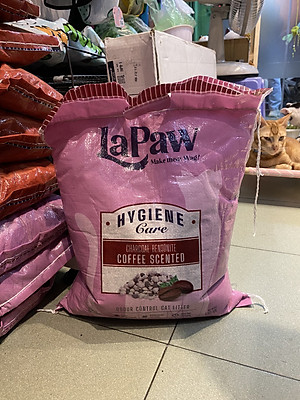 LaPaw
Make them Wag!
HYGIENE
Care
CHARCOAL BENTONITE
COFFEE SCENTED
ODOUR CONTROL CAT LITTER